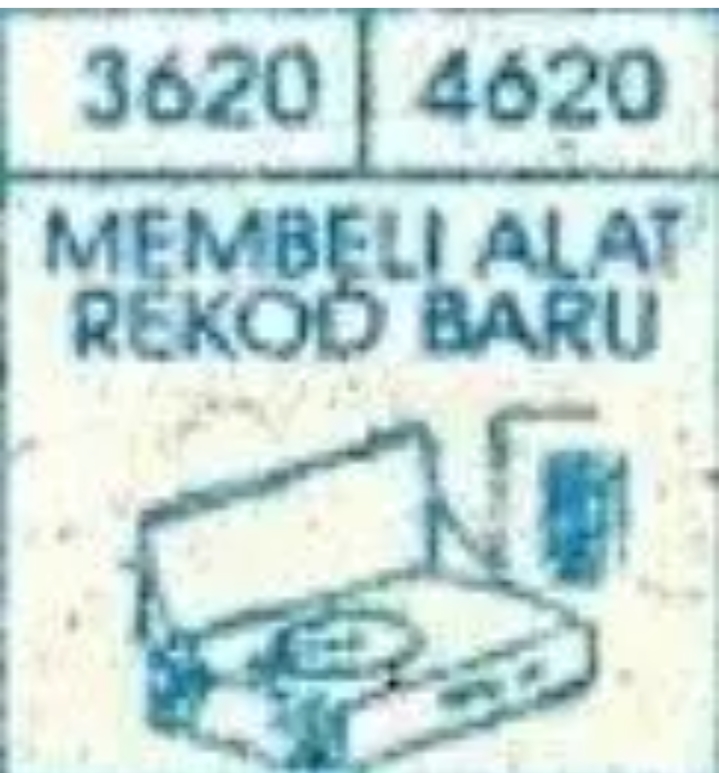 3620 4620
MEMBELI ALAT
REKOD BARU